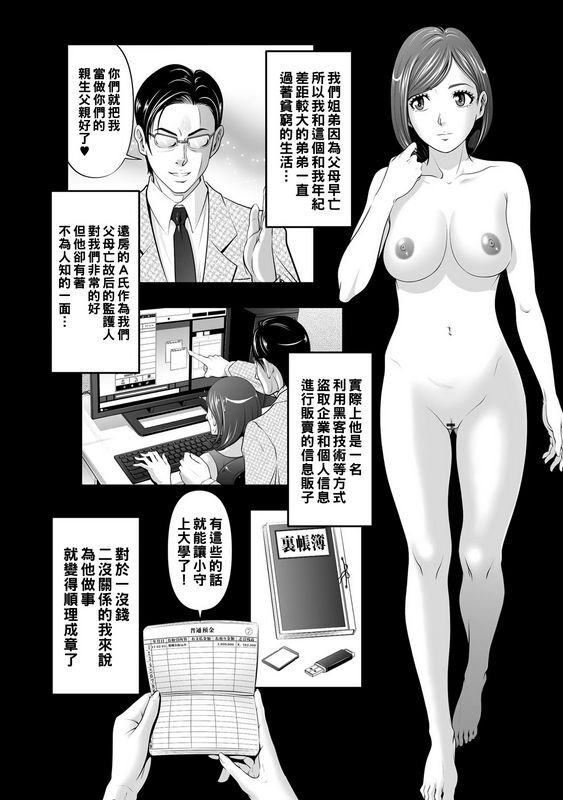 我們姐弟因為父母早亡
所以我和這個和我年紀
差距較大的弟弟一直
過著貧窮的生活…
你們就把我
當做你們的
親生父親好了♥
遠房的A氏作為我們
父母亡故后的監護人
對我們非常的好
但他卻有著
不為人知的一面…
實際上他是一名
利用黑客技術等方式
盜取企業和個人信息
進行販賣的信息販子
裏帳簿
有這些的話
就能讓小守
上大學了!
普通預金
對於一沒錢
二沒關係的我來說
為他做事
就變得順理成章了